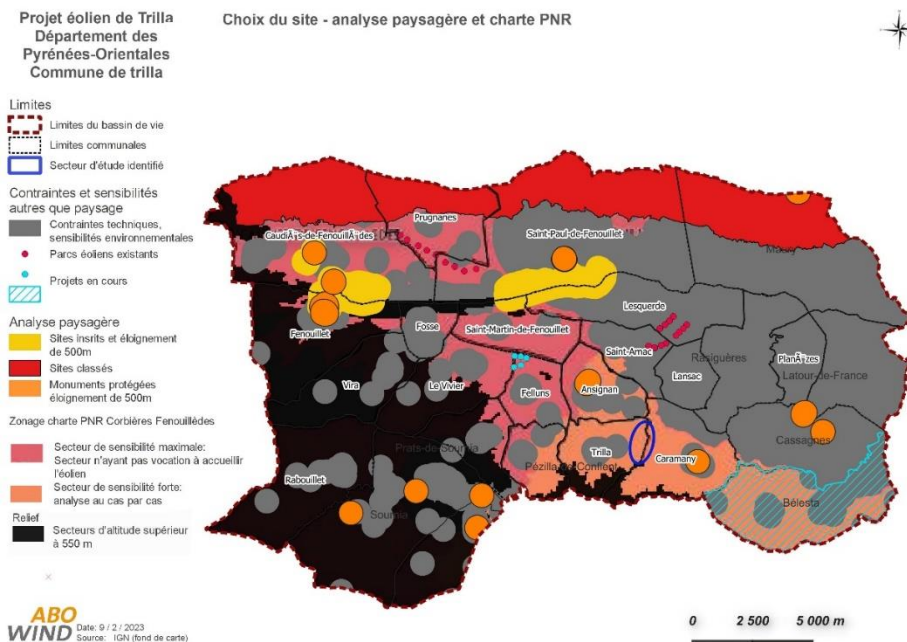 Projet éolien de Trilla
Département des
Pyrénées-Orientales
Commune de trilla
Choix du site - analyse paysagère et charte PNR
Limites
Limites du bassin de vie
Limites communales
Secteur d'étude identifié
Contraintes et sensibilités
autres que paysage
Contraintes techniques,
sensibilités environnementales
Parcs éoliens existants
Projets en cours
Analyse paysagère
Sites insrits et éloignement
de 500m
Sites classés
Monuments protégées
éloignement de 500m
Zonage charte PNR Corbières Fenouillèdes
Secteur de sensibilité maximale:
Secteur n'ayant pas vocation à accueillir
l'éolien
Secteur de sensibilité forte:
analyse au cas par cas
Relief
Secteurs d'altitude supérieur
à 550 m
ABO
WIND
Date: 9 / 2 / 2023
Source: IGN (fond de carte)
Prugnanes
CaudiÃ¨s-de-FenouillÃ¨des
Saint-Paul-de-Fenouillet
Maury
Lesquerde
Fenouillet
Fosse
Saint-Martin-de-Fenouillet
Saint-Arnac
Rasiguères
PlanÃ¨zes
Lansac
Latour-de-France
Vira
Le Vivier
Felluns
Ansignan
Cassagnes
Prats-de-Sournia
Trilla
Pézilla-de-Conflent
Caramany
Rabouillet
Sournia
Bélesta
0 2 500 5 000 m